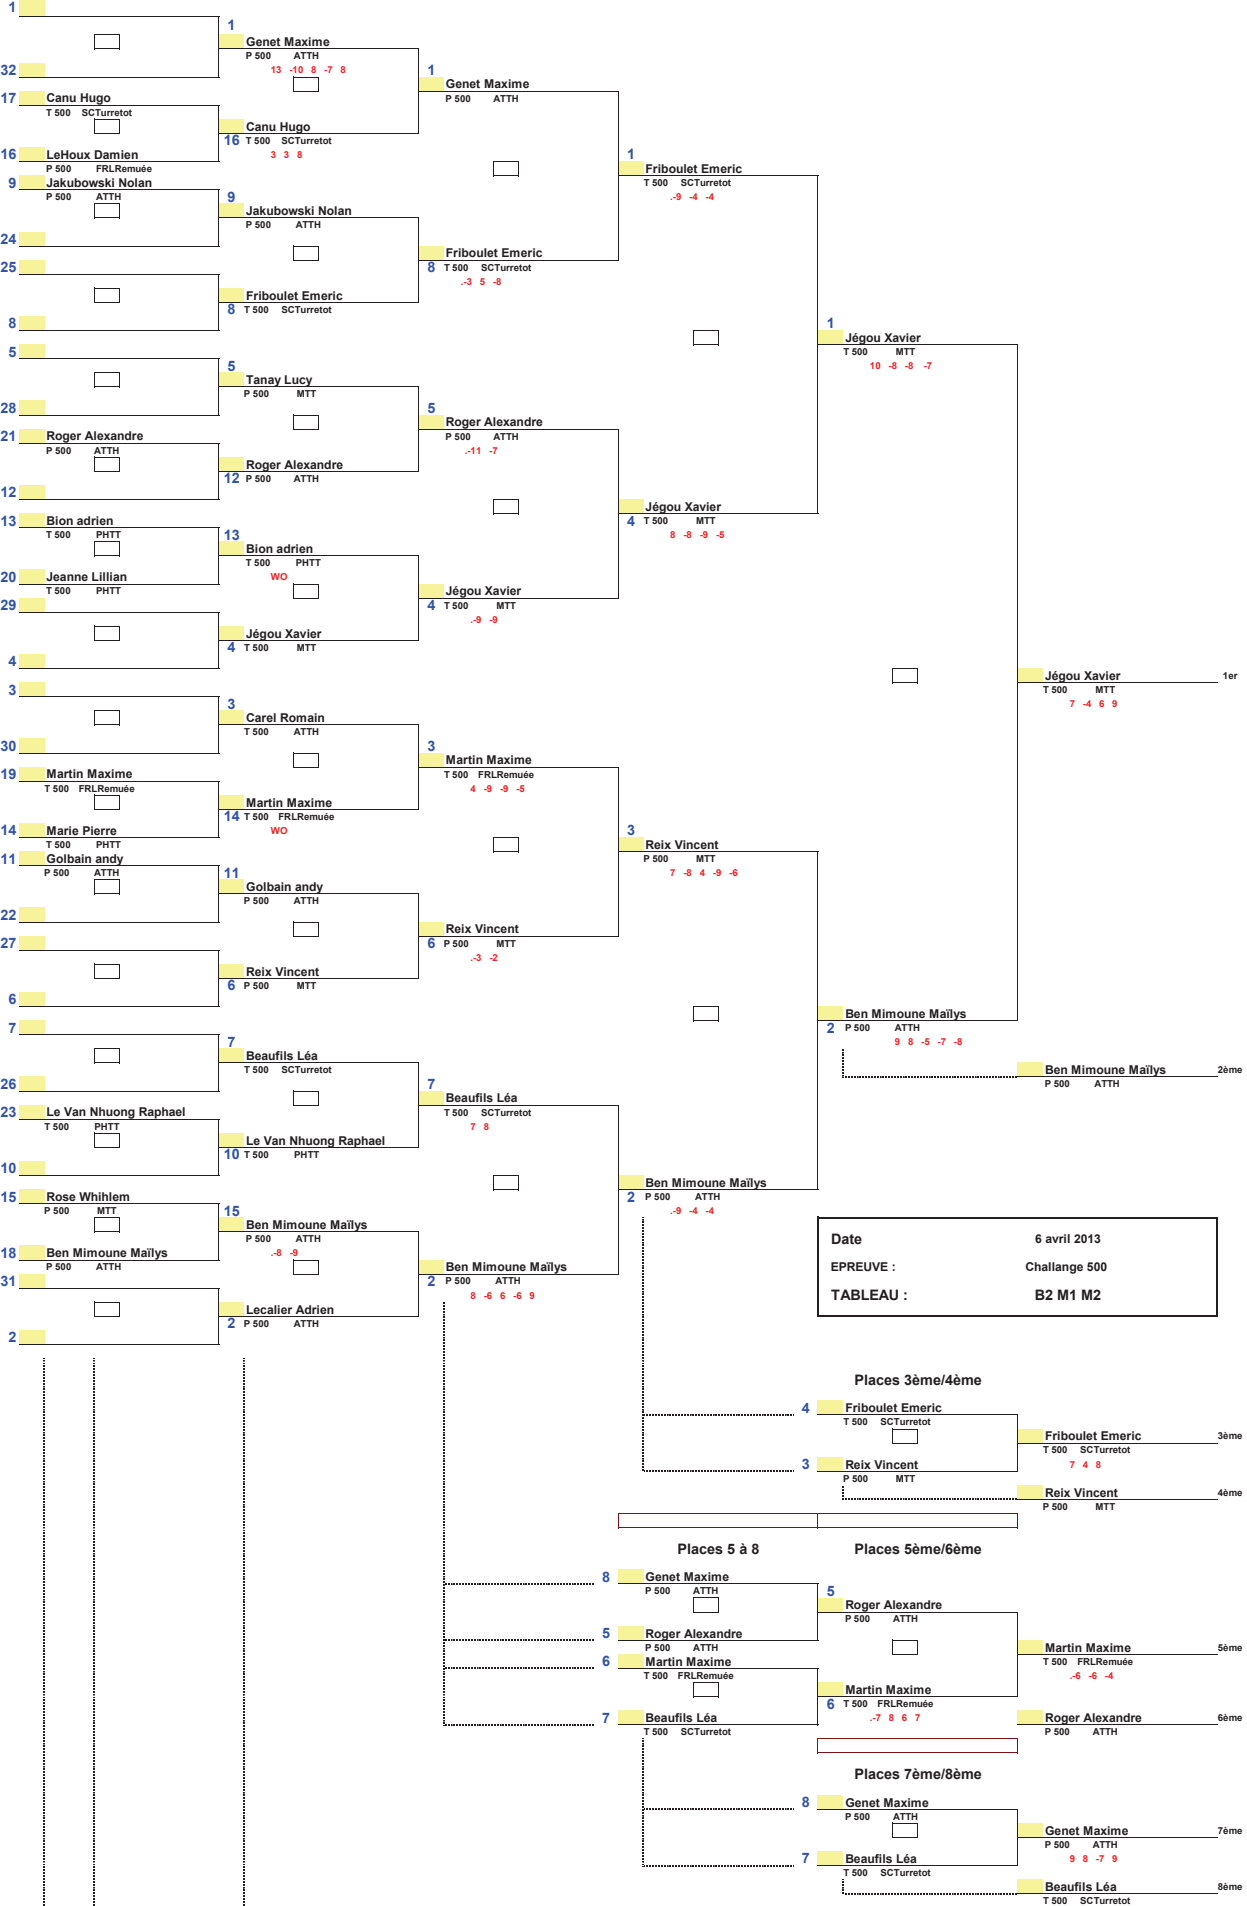 1
1
Genet Maxime
P 500 ATTH
13 -10 8 -7 8
32
1
Genet Maxime
P 500 ATTH
17 Canu Hugo
T 500 SCTurretot
Canu Hugo
16 T 500 SCTurretot
3 3 8
16 LeHoux Damien
P 500 FRLRemuée
1
Friboulet Emeric
T 500 SCTurretot
.-9 -4 -4
9 Jakubowski Nolan
P 500 ATTH
9
Jakubowski Nolan
P 500 ATTH
24
Friboulet Emeric
8 T 500 SCTurretot
.-3 5 -8
25
Friboulet Emeric
8 T 500 SCTurretot
8
1
Jégou Xavier
T 500 MTT
10 -8 -8 -7
5
5
Tanay Lucy
P 500 MTT
28
5
Roger Alexandre
P 500 ATTH
.-11 -7
21 Roger Alexandre
P 500 ATTH
Roger Alexandre
12 P 500 ATTH
12
Jégou Xavier
4 T 500 MTT
8 -8 -9 -5
13 Bion adrien
T 500 PHTT
13
Bion adrien
T 500 PHTT
WO
20 Jeanne Lillian
T 500 PHTT
Jégou Xavier
4 T 500 MTT
.-9 -9
29
Jégou Xavier
4 T 500 MTT
4
Jégou Xavier 1er
T 500 MTT
7 -4 6 9
3
3
Carel Romain
T 500 ATTH
30
3
Martin Maxime
T 500 FRLRemuée
4 -9 -9 -5
19 Martin Maxime
T 500 FRLRemuée
Martin Maxime
14 T 500 FRLRemuée
WO
14 Marie Pierre
T 500 PHTT
3
Reix Vincent
P 500 MTT
7 -8 4 -9 -6
11 Golbain andy
P 500 ATTH
11
Golbain andy
P 500 ATTH
22
Reix Vincent
6 P 500 MTT
.-3 -2
27
Reix Vincent
6 P 500 MTT
6
Ben Mimoune Maïlys
2 P 500 ATTH
9 8 -5 -7 -8
7
7
Beaufils Léa
T 500 SCTurretot
Ben Mimoune Maïlys 2ème
P 500 ATTH
26
7
Beaufils Léa
T 500 SCTurretot
7 8
23 Le Van Nhuong Raphael
T 500 PHTT
Le Van Nhuong Raphael
10 T 500 PHTT
10
Ben Mimoune Maïlys
2 P 500 ATTH
.-9 -4 -4
15 Rose Whihlem
P 500 MTT
15
Ben Mimoune Maïlys
P 500 ATTH
.-8 -9
18 Ben Mimoune Maïlys
P 500 ATTH
Ben Mimoune Maïlys
2 P 500 ATTH
8 -6 6 -6 9
31
Lecalier Adrien
2 P 500 ATTH
2
Date 6 avril 2013
EPREUVE : Challange 500
TABLEAU : B2 M1 M2
Places 3ème/4ème
4 Friboulet Emeric
T 500 SCTurretot
Friboulet Emeric 3ème
T 500 SCTurretot
7 4 8
3 Reix Vincent
P 500 MTT
Reix Vincent 4ème
P 500 MTT
Places 5 à 8 Places 5ème/6ème
8 Genet Maxime
P 500 ATTH
5
Roger Alexandre
P 500 ATTH
5 Roger Alexandre
P 500 ATTH
Martin Maxime 5ème
T 500 FRLRemuée
.-6 -6 -4
6 Martin Maxime
T 500 FRLRemuée
Martin Maxime
6 T 500 FRLRemuée
.-7 8 6 7
7 Beaufils Léa
T 500 SCTurretot
Roger Alexandre 6ème
P 500 ATTH
Places 7ème/8ème
8 Genet Maxime
P 500 ATTH
Genet Maxime 7ème
P 500 ATTH
9 8 -7 9
7 Beaufils Léa
T 500 SCTurretot
Beaufils Léa 8ème
T 500 SCTurretot